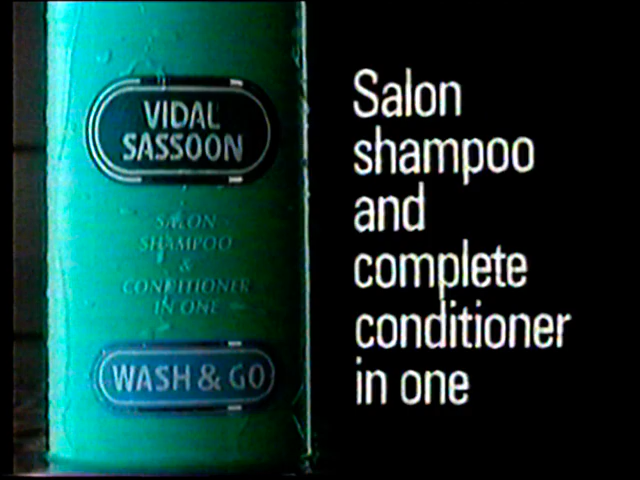 VIDAL
SASSOON
SALON
SHAMPOO
&
CONDITIONER
IN ONE
WASH & GO
Salon
shampoo
and
complete
conditioner
in one